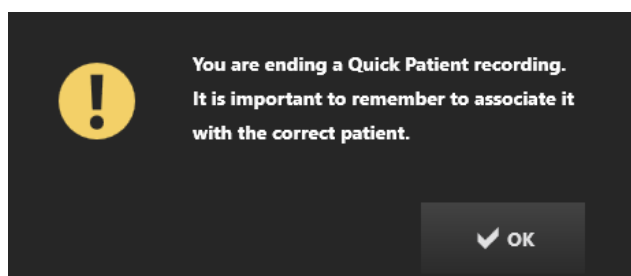 You are ending a Quick Patient recording.
It is important to remember to associate it
with the correct patient.
OK